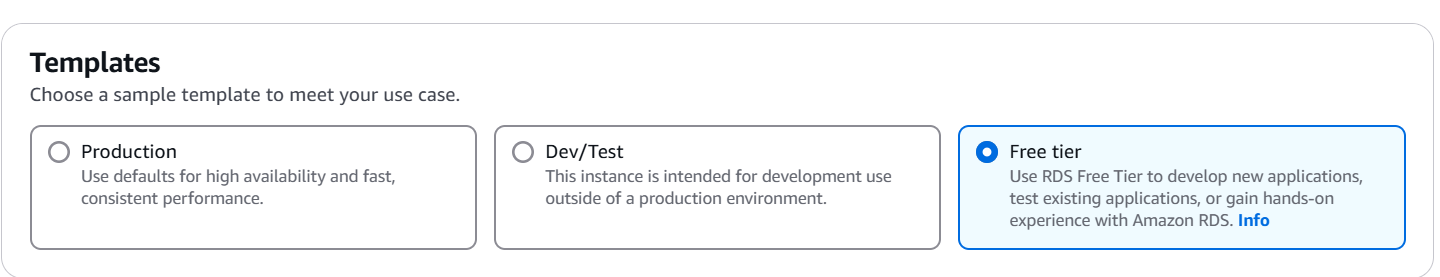 Templates
Choose a sample template to meet your use case.
Production
Use defaults for high availability and fast,
consistent performance.
Dev/Test
This instance is intended for development use
outside of a production environment.
Free tier
Use RDS Free Tier to develop new applications,
test existing applications, or gain hands-on
experience with Amazon RDS. Info